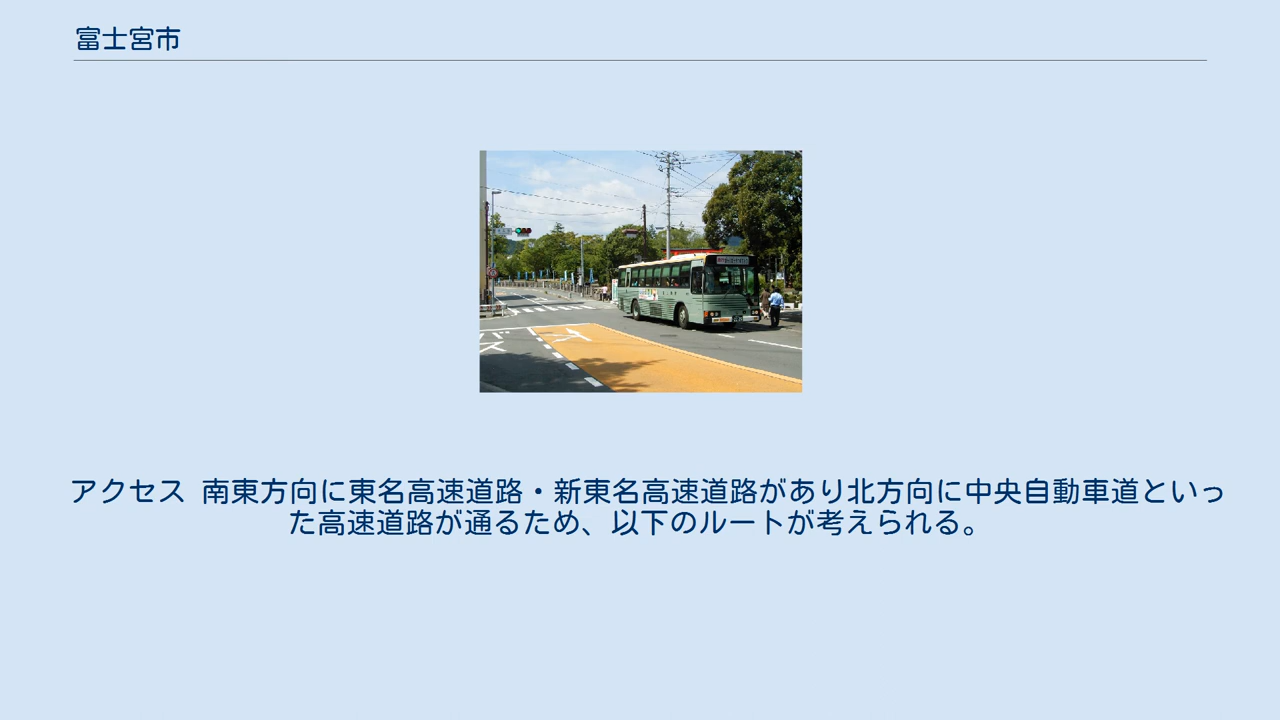 富士宮市
アクセス 南東方向に東名高速道路・新東名高速道路があり北方向に中央自動車道といっ
た高速道路が通るため、以下のルートが考えられる。